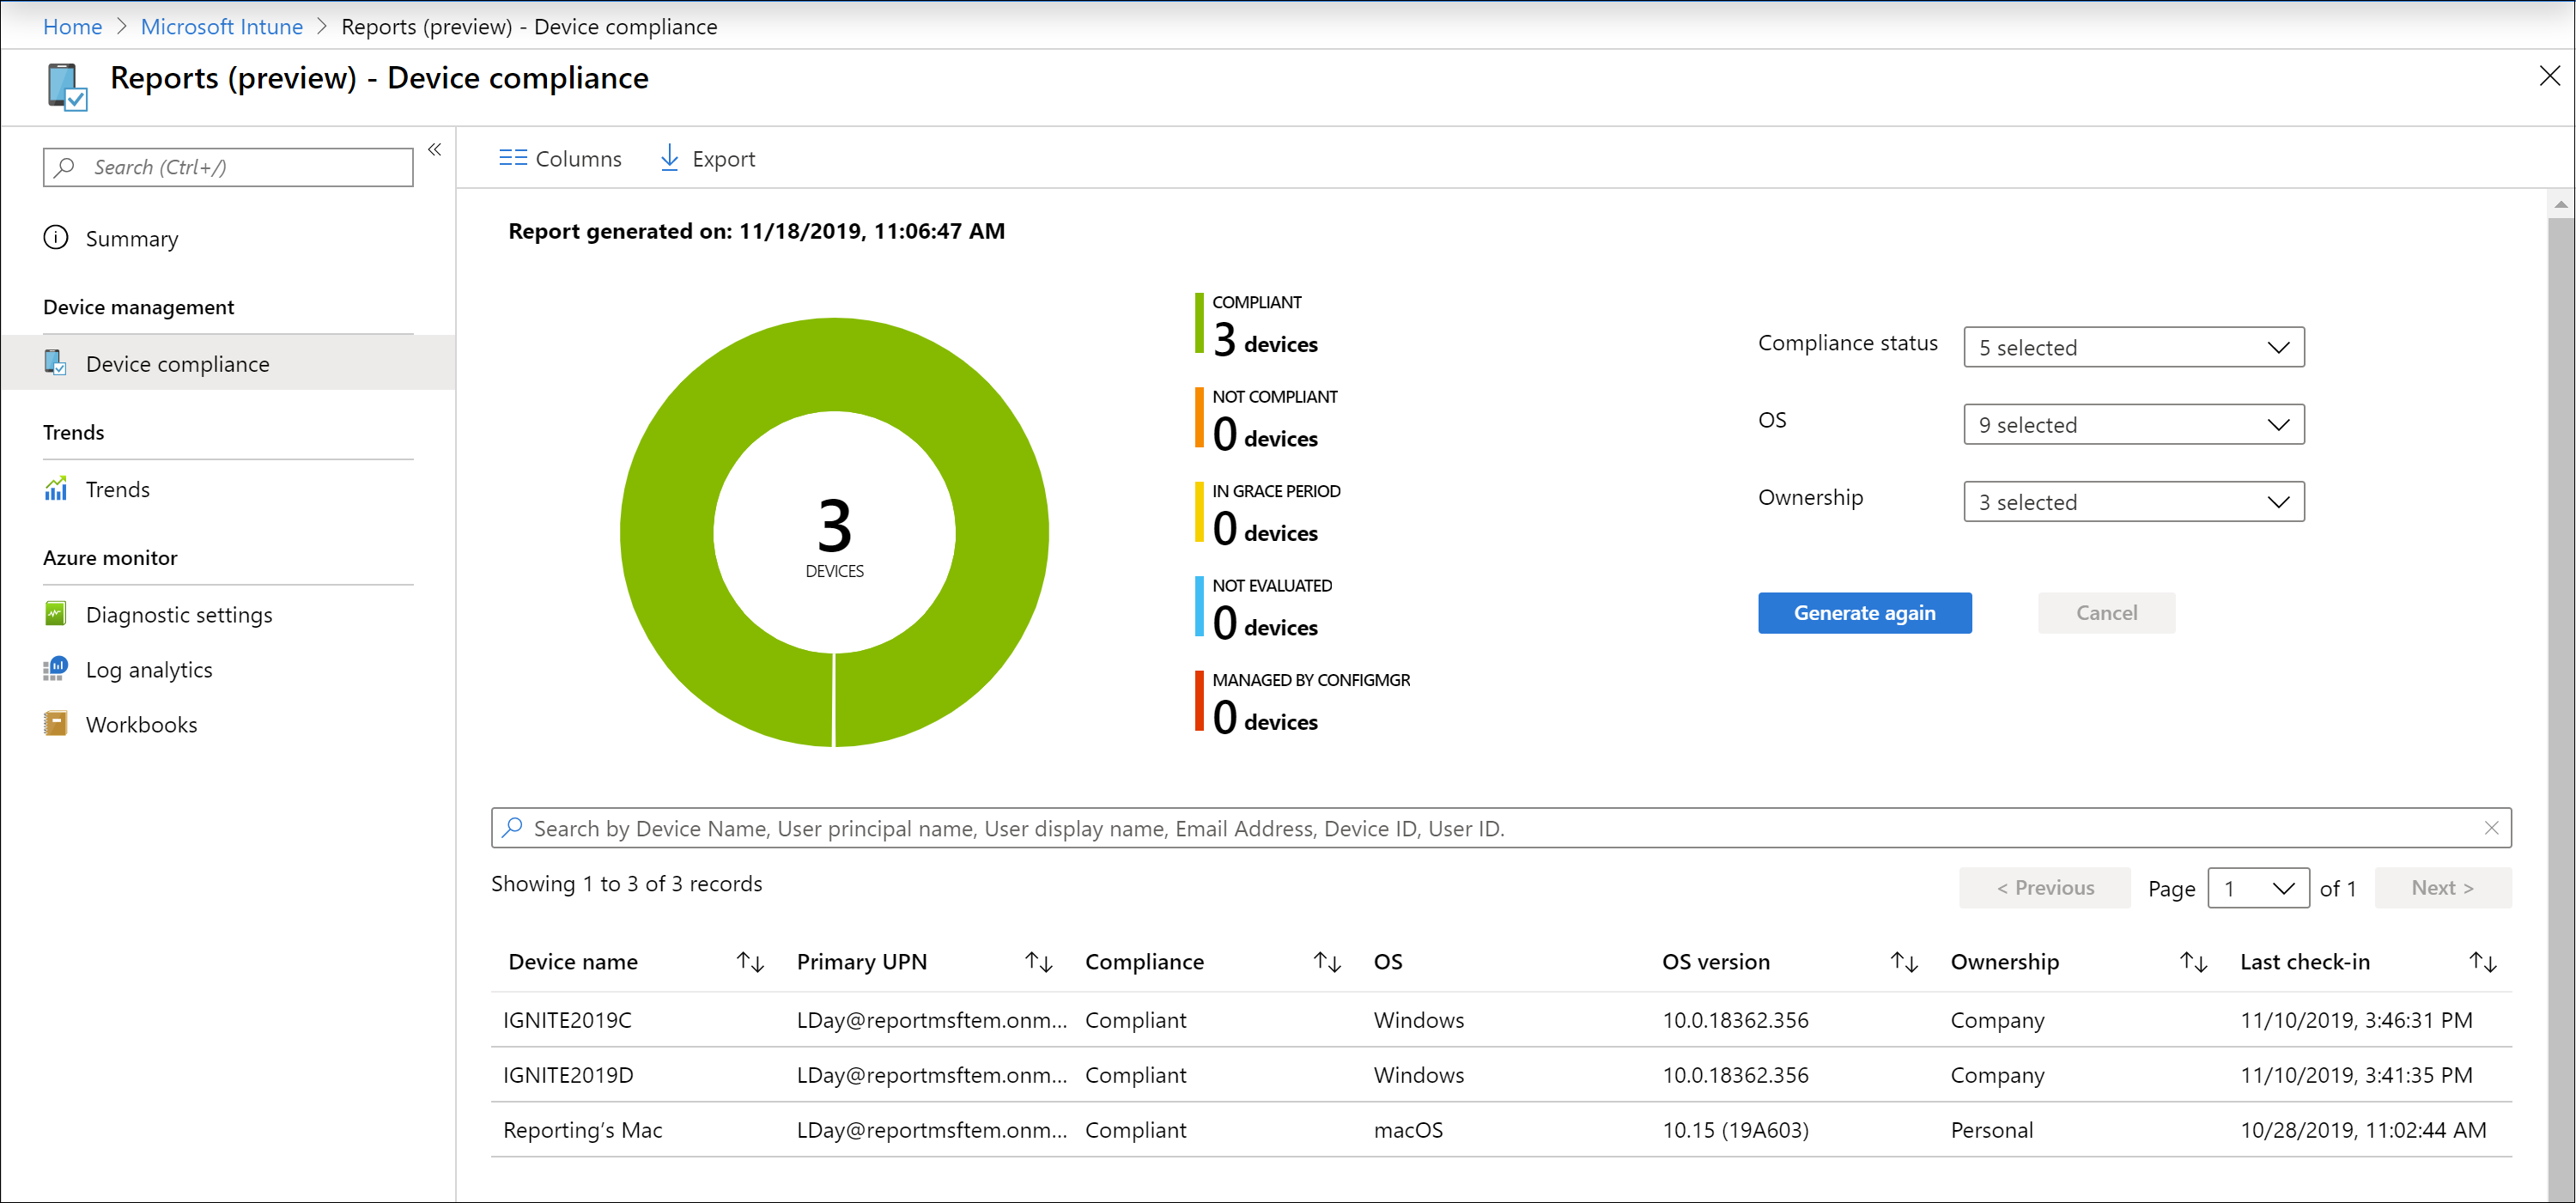 Home > Microsoft Intune > Reports (preview) - Device compliance
Reports (preview) - Device compliance
Search (Ctrl+/)
Summary
Device management
Device compliance
Trends
Trends
Azure monitor
Diagnostic settings
Log analytics
Workbooks
Columns Export
Report generated on: 11/18/2019, 11:06:47 AM
3
DEVICES
COMPLIANT
3 devices
NOT COMPLIANT
0 devices
IN GRACE PERIOD
0 devices
NOT EVALUATED
0 devices
MANAGED BY CONFIGMGR
0 devices
Compliance status 5 selected
OS 9 selected
Ownership 3 selected
Generate again Cancel
Search by Device Name, User principal name, User display name, Email Address, Device ID, User ID.
Showing 1 to 3 of 3 records
< Previous Page 1 of 1 Next >
Device name Primary UPN Compliance OS OS version Ownership Last check-in
IGNITE2019C LDay@reportmsftem.onm... Compliant Windows 10.0.18362.356 Company 11/10/2019, 3:46:31 PM
IGNITE2019D LDay@reportmsftem.onm... Compliant Windows 10.0.18362.356 Company 11/10/2019, 3:41:35 PM
Reporting’s Mac LDay@reportmsftem.onm... Compliant macOS 10.15 (19A603) Personal 10/28/2019, 11:02:44 AM